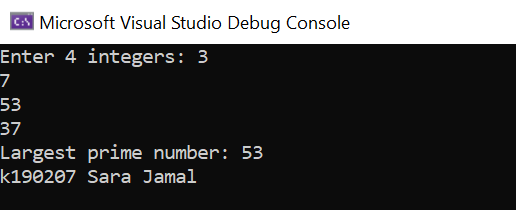 Microsoft Visual Studio Debug Console
Enter 4 integers: 3
7
53
37
Largest prime number: 53
k190207 Sara Jamal